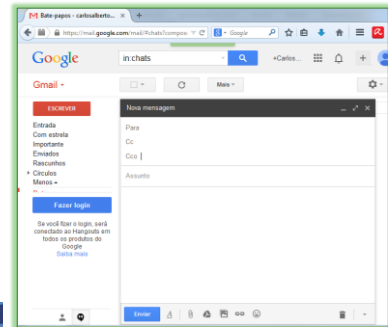 Bate-papos - carlosalberto...
https://mail.google.com/mail/#chats?compos
Google
Google
in:chats
+Carlos...
Gmail
Mais
ESCREVER
Entrada
Com estrela
Importante
Enviados
Rascunhos
Círculos
Menos
Fazer login
Se você fizer o login, será
conectado ao Hangouts em
todos os produtos do
Google
Saiba mais
Nova mensagem
Para
Cc
Cco
Assunto
Enviar